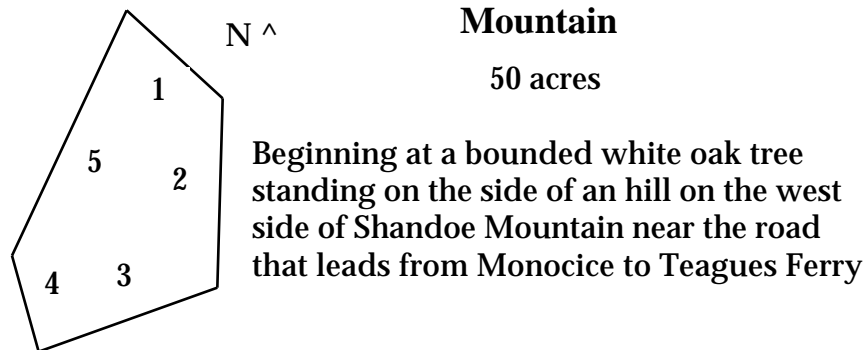 Mountain
N ^
50 acres
1
5
2
Beginning at a bounded white oak tree
standing on the side of an hill on the west
side of Shandoe Mountain near the road
that leads from Monocice to Teagues Ferry
4
3